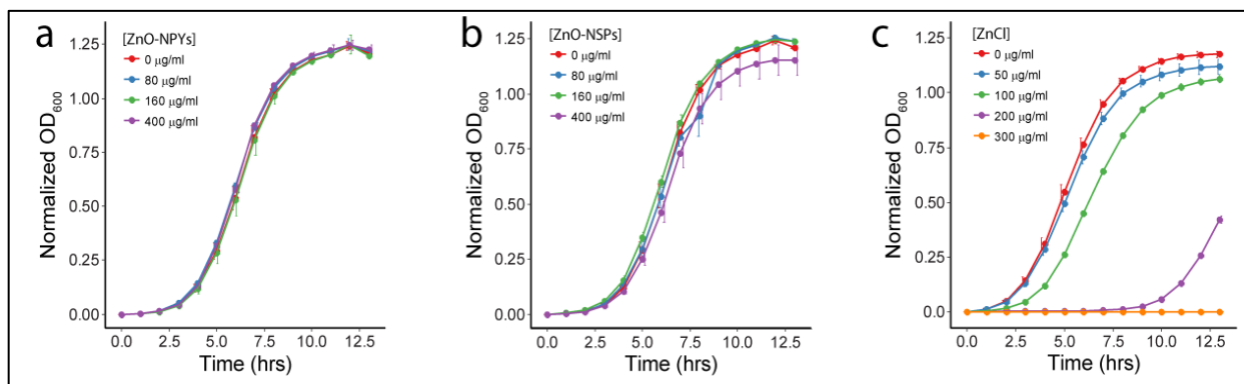 a
[ZnO-NPYs]
0 µg/ml
80 µg/ml
160 µg/ml
400 µg/ml
1.25
1.00
0.75
0.50
0.25
0.0
Normalized OD600
0.0 2.5 5.0 7.5 10.0 12.5
Time (hrs)
b
[ZnO-NSPs]
0 µg/ml
80 µg/ml
160 µg/ml
400 µg/ml
1.25
1.00
0.75
0.50
0.25
0.0
Normalized OD600
0.0 2.5 5.0 7.5 10.0 12.5
Time (hrs)
c
[ZnCl]
0 µg/ml
50 µg/ml
100 µg/ml
200 µg/ml
300 µg/ml
1.25
1.00
0.75
0.50
0.25
0.0
Normalized OD600
0.0 2.5 5.0 7.5 10.0 12.5
Time (hrs)